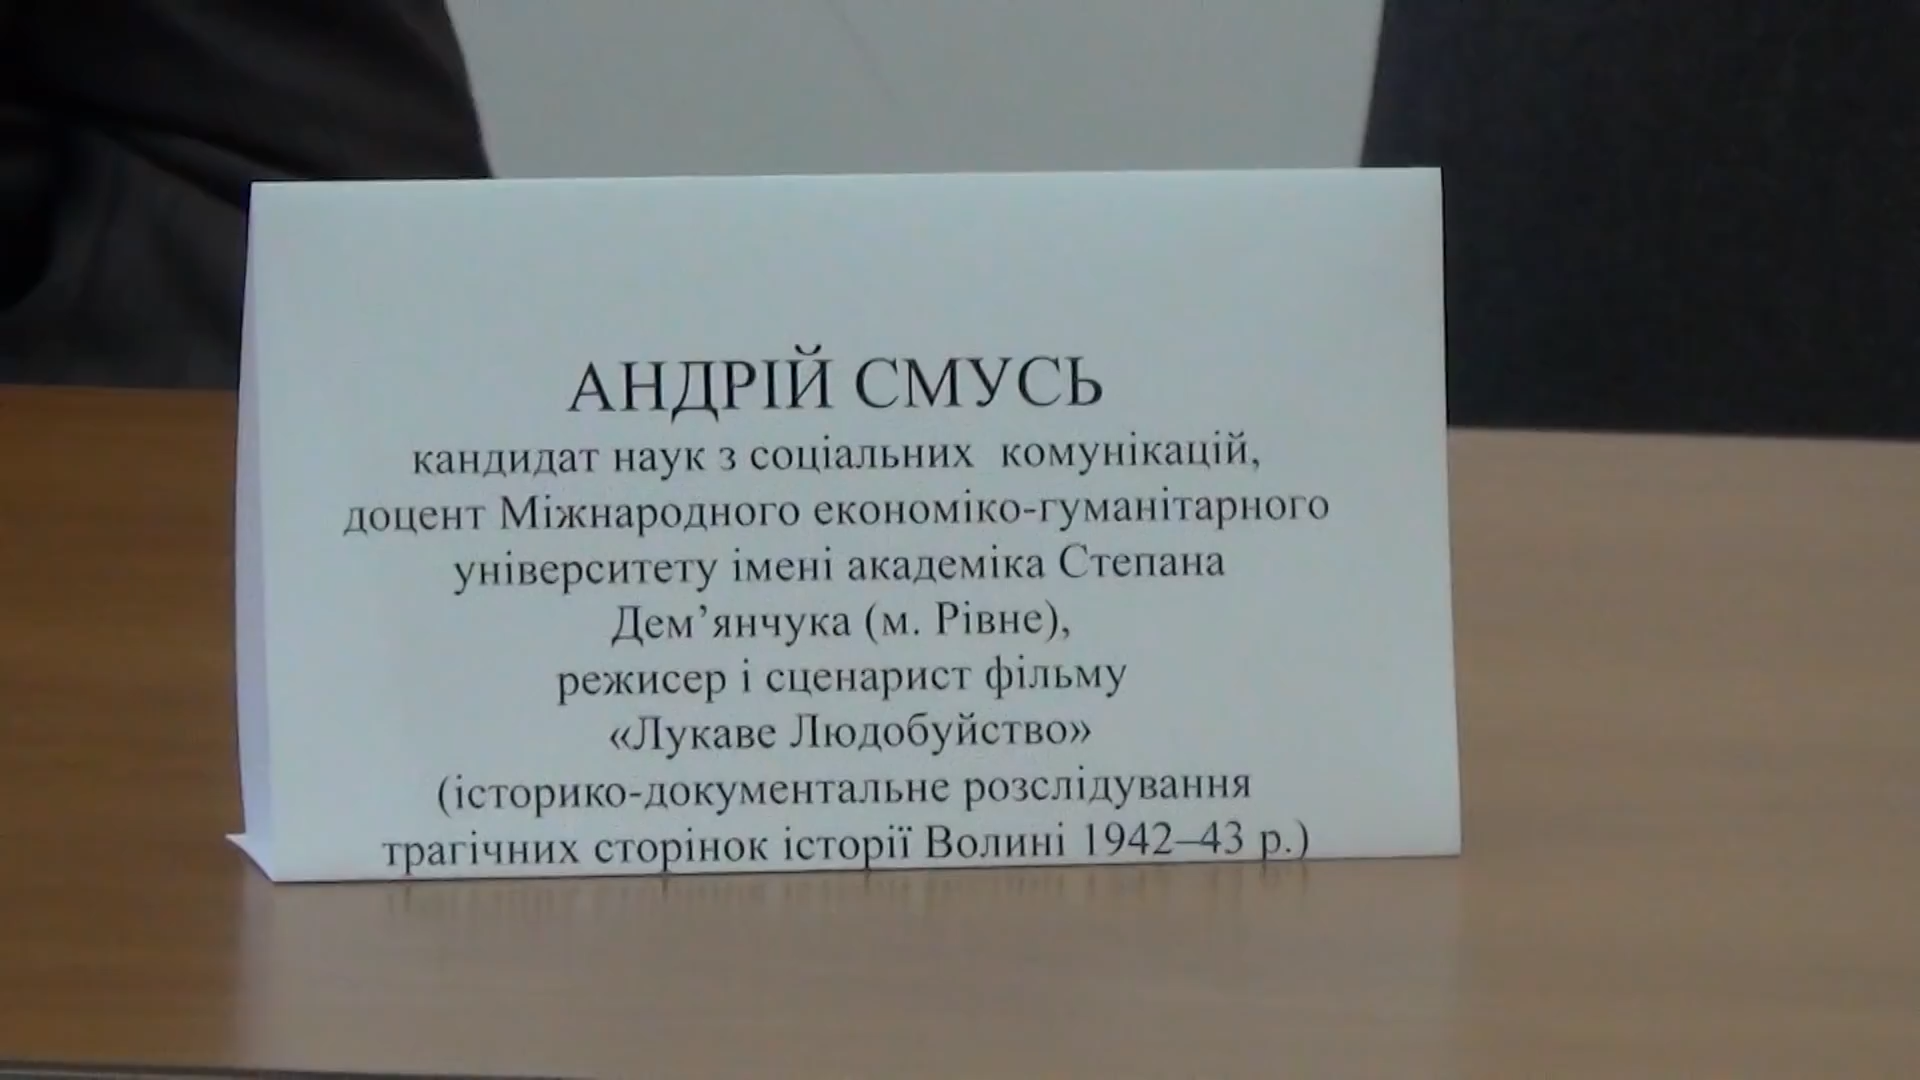 АНДРІЙ СМУСЬ
кандидат наук з соціальних комунікацій,
доцент Міжнародного економіко-гуманітарного
університету імені академіка Степана
Дем’янчука (м. Рівне),
режисер і сценарист фільму
«Лукаве Людобуйство»
(історико-документальне розслідування
трагічних сторінок історії Волині 1942–43 р.)